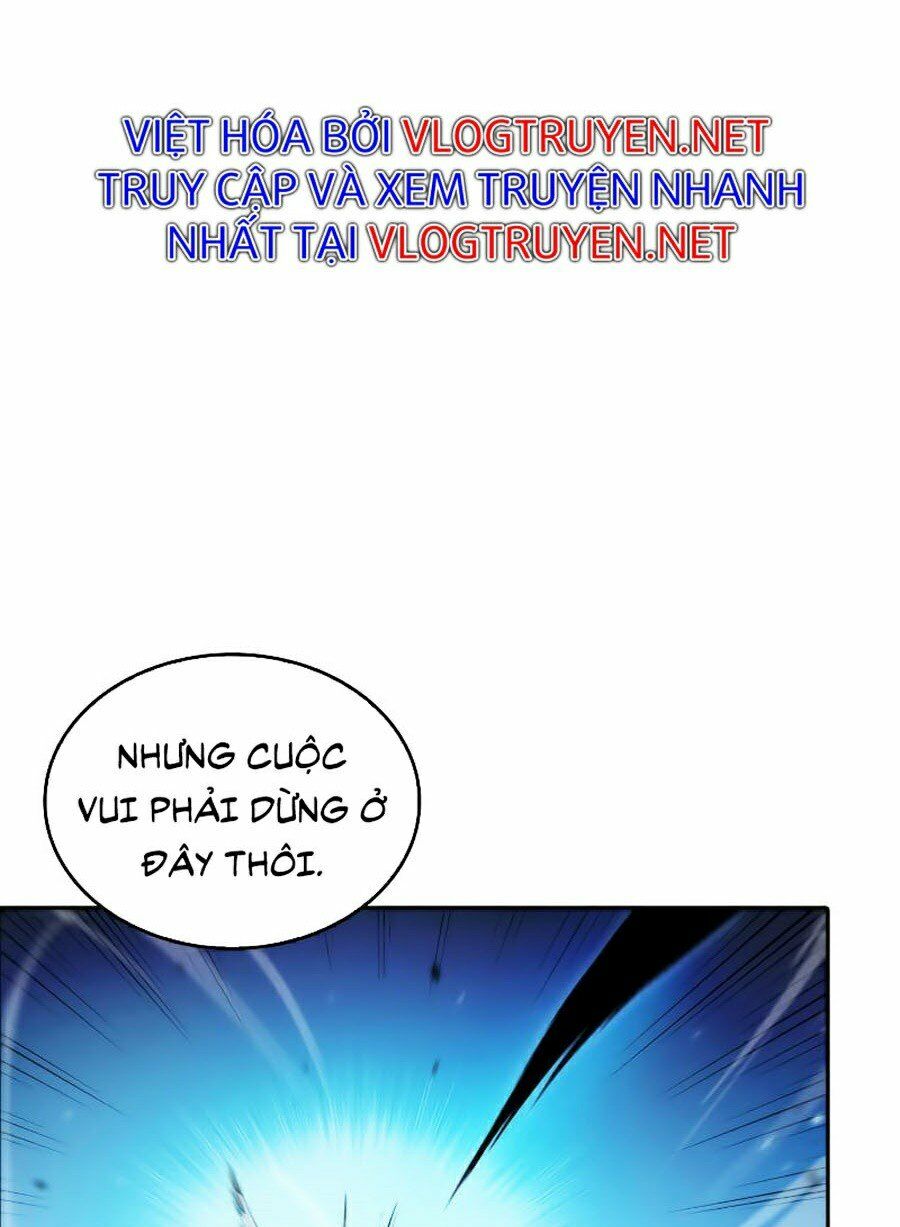 VIỆT HÓA BỞI VLOGTRUYEN.NET
TRUY CẬP VÀ XEM TRUYỆN NHANH
NHẤT TẠI VLOGTRUYEN.NET
NHƯNG CUỘC
VUI PHẢI DỪNG Ở
ĐÂY THÔI.